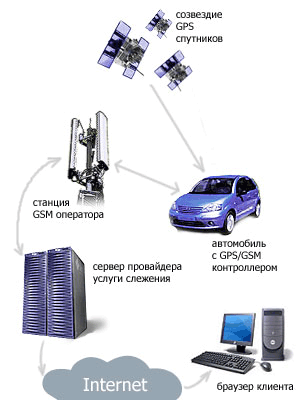 созвездие
GPS
спутников
станция
GSM оператора
автомобиль
с GPS/GSM
контроллером
сервер провайдера
услуги слежения
Internet
браузер клиента